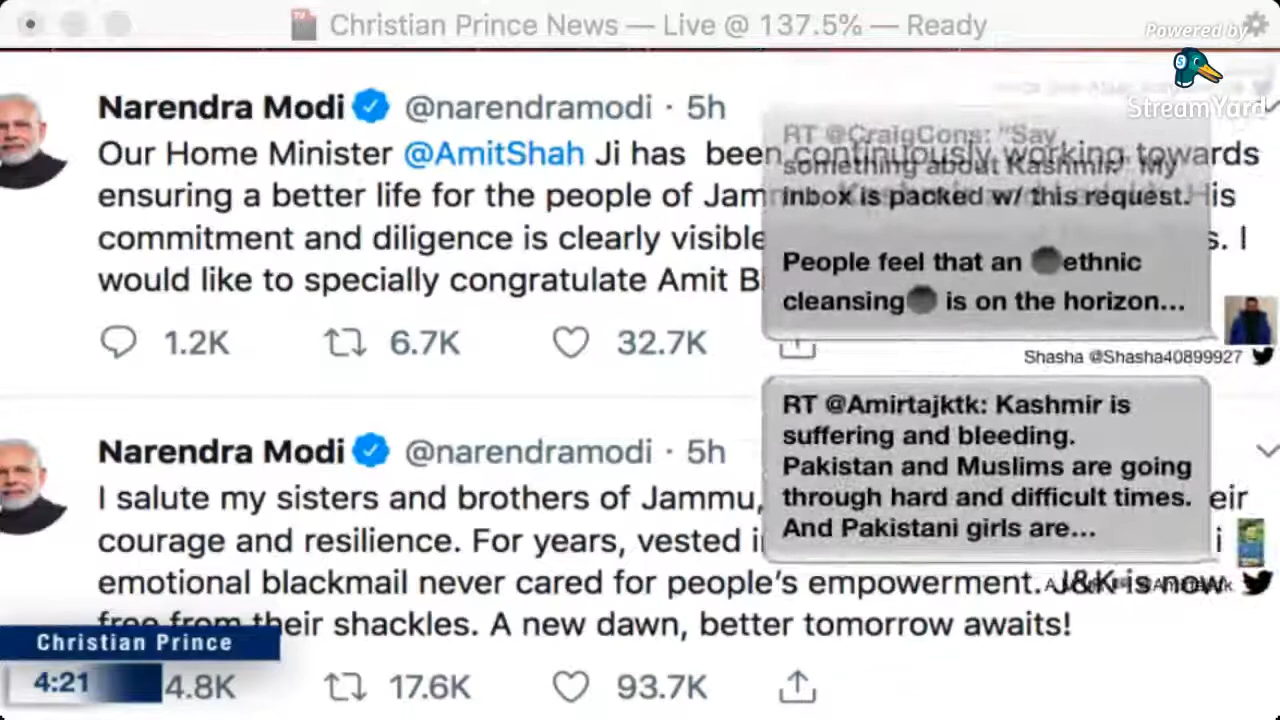 Christian Prince News — Live @ 137.5% — Ready
Powered by
StreamYard
Narendra Modi @narendramodi · 5h
Our Home Minister @AmitShah Ji has been continuously working towards
ensuring a better life for the people of Jam His
commitment and diligence is clearly visible s. I
would like to specially congratulate Amit B
1.2K 6.7K 32.7K
RT @CraigCons: "Say
something about Kashmir!" My
inbox is packed w/ this request.
People feel that an ethnic
cleansing is on the horizon...
Shasha @Shasha40899927
Narendra Modi @narendramodi · 5h
I salute my sisters and brothers of Jammu, eir
courage and resilience. For years, vested i i
emotional blackmail never cared for people's empowerment. J&K is now
free from their shackles. A new dawn, better tomorrow awaits!
4.8K 17.6K 93.7K
RT @Amirtajktk: Kashmir is
suffering and bleeding.
Pakistan and Muslims are going
through hard and difficult times.
And Pakistani girls are...
Christian Prince
4:21